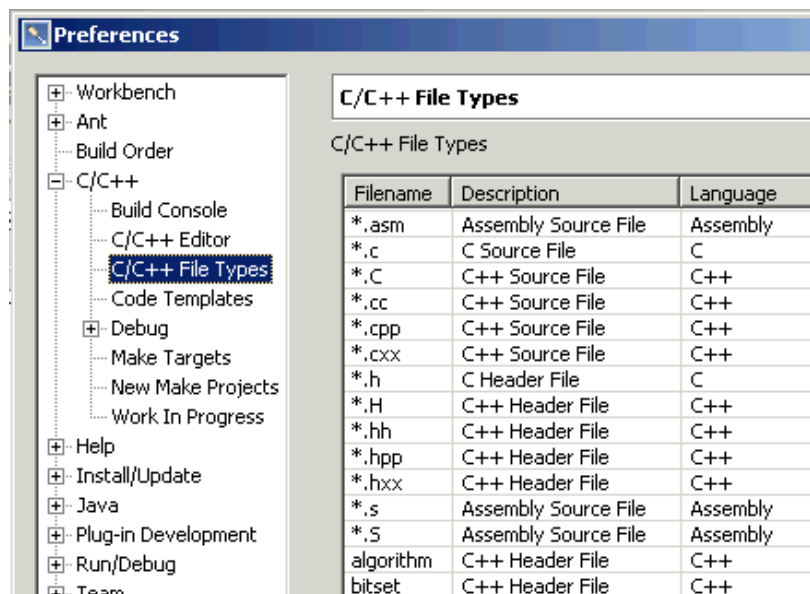 Preferences
Workbench
Ant
Build Order
C/C++
Build Console
C/C++ Editor
C/C++ File Types
Code Templates
Debug
Make Targets
New Make Projects
Work In Progress
Help
Install/Update
Java
Plug-in Development
Run/Debug
Team
C/C++ File Types
C/C++ File Types
Filename Description Language
*.asm Assembly Source File Assembly
*.c C Source File C
*.C C++ Source File C++
*.cc C++ Source File C++
*.cpp C++ Source File C++
*.cxx C++ Source File C++
*.h C Header File C
*.H C++ Header File C++
*.hh C++ Header File C++
*.hpp C++ Header File C++
*.hxx C++ Header File C++
*.s Assembly Source File Assembly
*.S Assembly Source File Assembly
algorithm C++ Header File C++
bitset C++ Header File C++